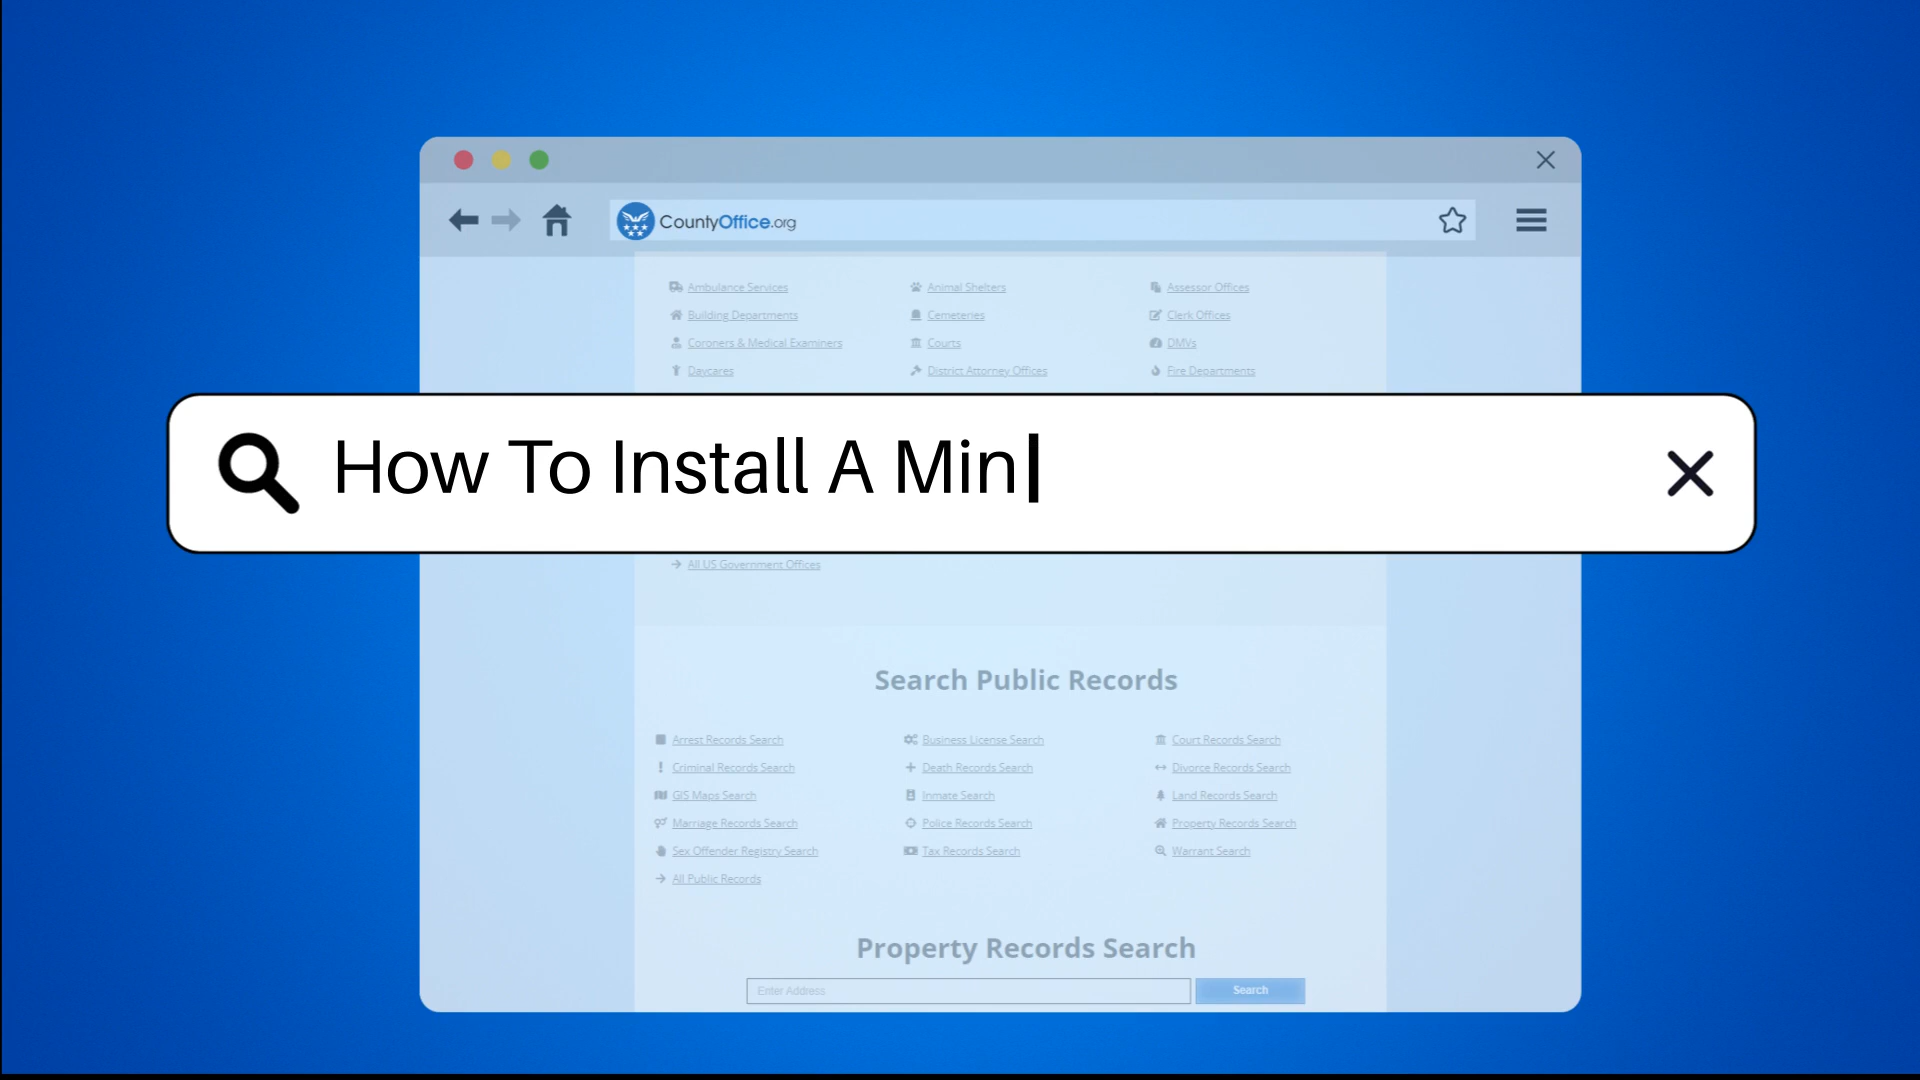 CountyOffice.org
Ambulance Services Animal Shelters Assessor Offices
Building Departments Cemeteries Clerk Offices
Coroners & Medical Examiners Courts DMVs
Daycares District Attorney Offices Fire Departments
How To Install A Min
All US Government Offices
Search Public Records
Arrest Records Search Business License Search Court Records Search
Criminal Records Search Death Records Search Divorce Records Search
GIS Maps Search Inmate Search Land Records Search
Marriage Records Search Police Records Search Property Records Search
Sex Offender Registry Search Tax Records Search Warrant Search
All Public Records
Property Records Search
Enter Address Search